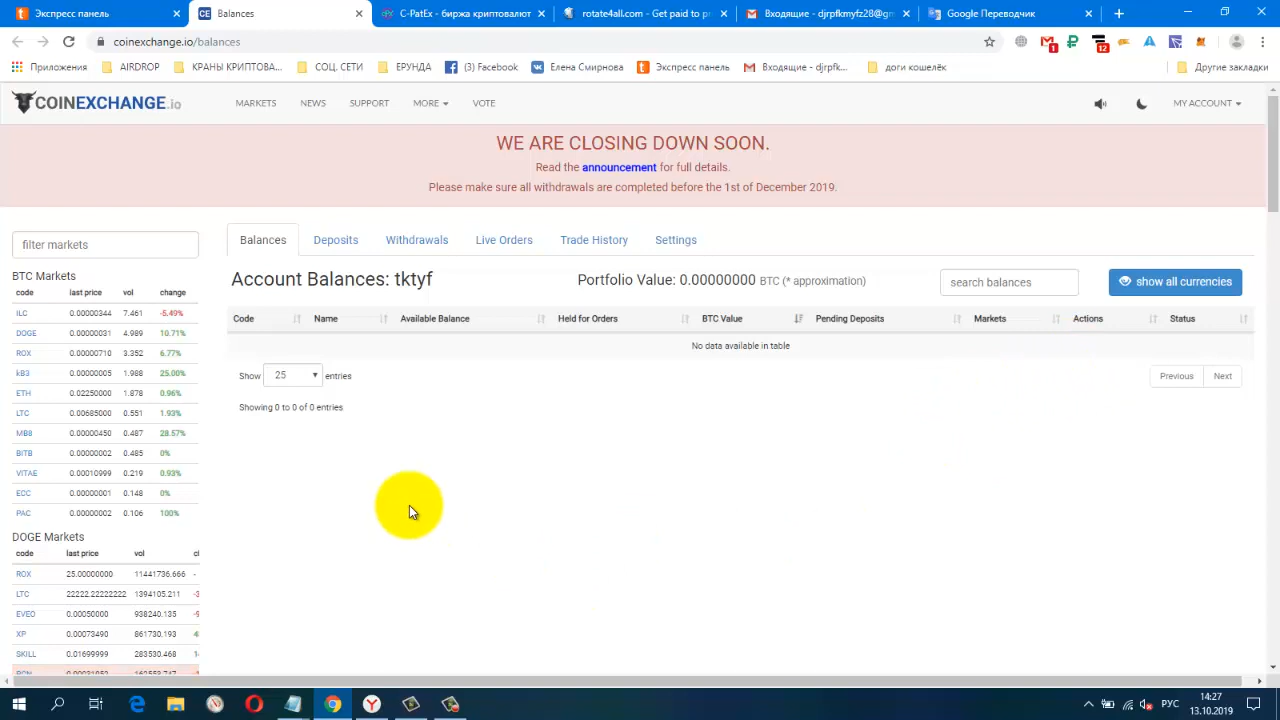 Экспресс панель
Balances
C-PatEx - биржа криптовалют
rotate4all.com - Get paid to pr
Входящие - djrpfkmyfz28@gm
Google Переводчик
coinexchange.io/balances
1
12
Приложения
AIRDROP
КРАНЫ КРИПТОВА...
СОЦ. СЕТИ
ЕРУНДА
(3) Facebook
Елена Смирнова
Экспресс панель
Входящие - djrpfk...
доги кошелёк
Другие закладки
COINEXCHANGE.io
MARKETS
NEWS
SUPPORT
MORE
VOTE
MY ACCOUNT
WE ARE CLOSING DOWN SOON.
Read the announcement for full details.
Please make sure all withdrawals are completed before the 1st of December 2019.
filter markets
BTC Markets
code last price vol change
ILC 0.00000344 7.461 -5.49%
DOGE 0.00000031 4.989 10.71%
ROX 0.00000710 3.352 6.77%
kB3 0.00000005 1.988 25.00%
ETH 0.02250000 1.878 0.96%
LTC 0.00685000 0.551 1.93%
MB8 0.00000450 0.487 28.57%
BITB 0.00000002 0.485 0%
VITAE 0.00010999 0.219 0.93%
ECC 0.00000001 0.148 0%
PAC 0.00000002 0.106 100%
DOGE Markets
code last price vol cl
ROX 25.00000000 11441736.666 -
LTC 22222.22222222 1394105.211 -3
EVEO 0.00050000 938240.135 -9
XP 0.00073490 861730.193 4
SKILL 0.01699999 283530.468 1
Balances
Deposits
Withdrawals
Live Orders
Trade History
Settings
Account Balances: tktyf
Portfolio Value: 0.00000000 BTC (* approximation)
search balances
show all currencies
Code Name Available Balance Held for Orders BTC Value Pending Deposits Markets Actions Status
No data available in table
Show 25 entries
Previous
Next
Showing 0 to 0 of 0 entries
РУС
14:27
13.10.2019